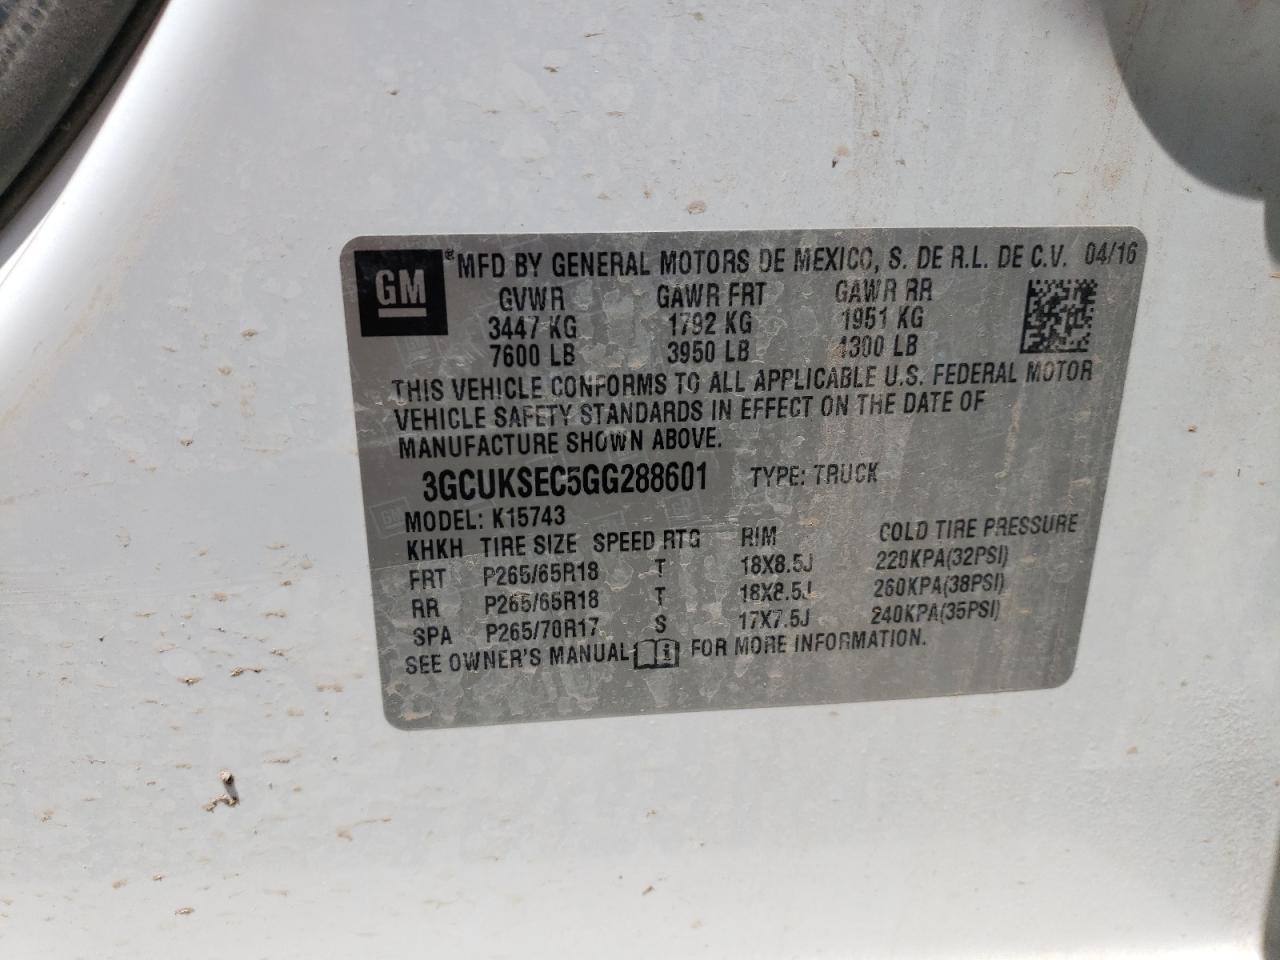 GM
® MFD BY GENERAL MOTORS DE MEXICO, S. DE R.L. DE C.V. 04/16
GVWR GAWR FRT GAWR RR
3447 KG 1792 KG 1951 KG
7600 LB 3950 LB 4300 LB
THIS VEHICLE CONFORMS TO ALL APPLICABLE U.S. FEDERAL MOTOR
VEHICLE SAFETY STANDARDS IN EFFECT ON THE DATE OF
MANUFACTURE SHOWN ABOVE.
3GCUKSEC5GG288601 TYPE: TRUCK
MODEL: K15743
KHKH TIRE SIZE SPEED RTG RIM COLD TIRE PRESSURE
FRT P265/65R18 T 18X8.5J 220KPA(32PSI)
RR P265/65R18 T 18X8.5J 260KPA(38PSI)
SPA P265/70R17 S 17X7.5J 240KPA(35PSI)
SEE OWNER'S MANUAL i FOR MORE INFORMATION.